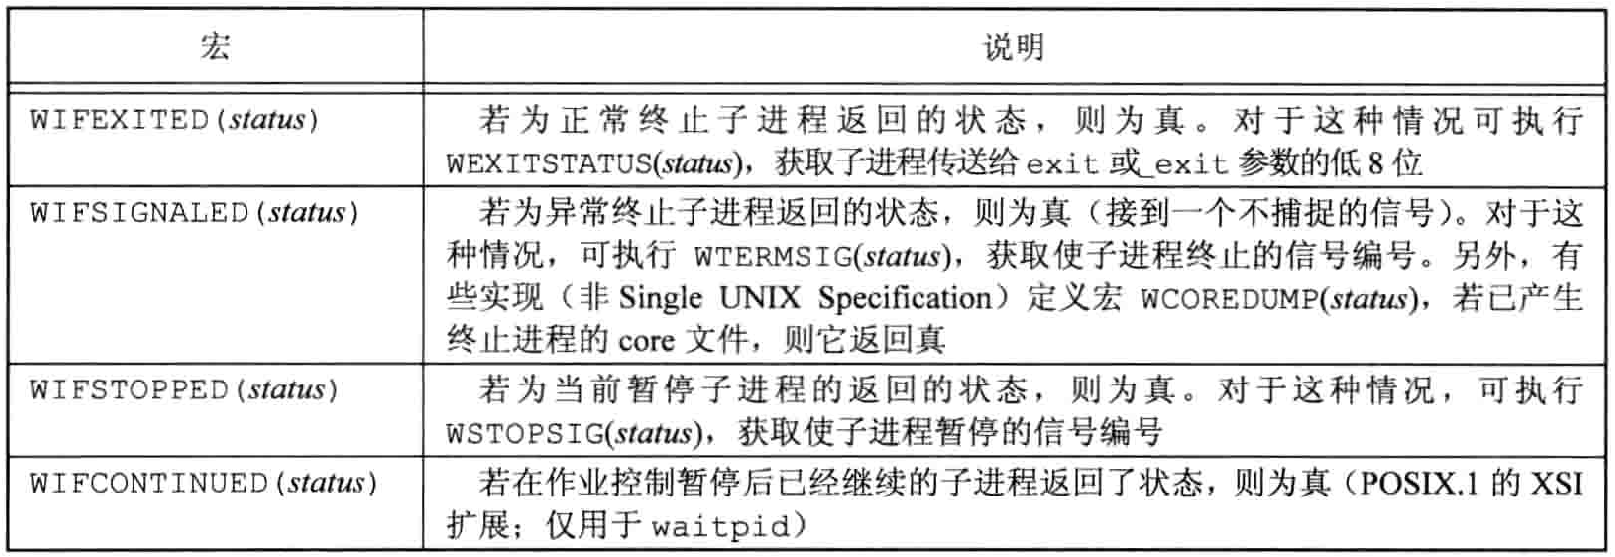 宏
说明
WIFEXITED(status)
若为正常终止子进程返回的状态，则为真。对于这种情况可执行
WEXITSTATUS(status)，获取子进程传送给 exit 或_exit 参数的低 8 位
WIFSIGNALED(status)
若为异常终止子进程返回的状态，则为真（接到一个不捕捉的信号）。对于这
种情况，可执行 WTERMSIG(status)，获取使子进程终止的信号编号。另外，有
些实现（非 Single UNIX Specification）定义宏 WCOREDUMP(status)，若已产生
终止进程的 core 文件，则它返回真
WIFSTOPPED(status)
若为当前暂停子进程的返回的状态，则为真。对于这种情况，可执行
WSTOPSIG(status)，获取使子进程暂停的信号编号
WIFCONTINUED(status)
若在作业控制暂停后已经继续的子进程返回了状态，则为真（POSIX.1 的 XSI
扩展；仅用于 waitpid）